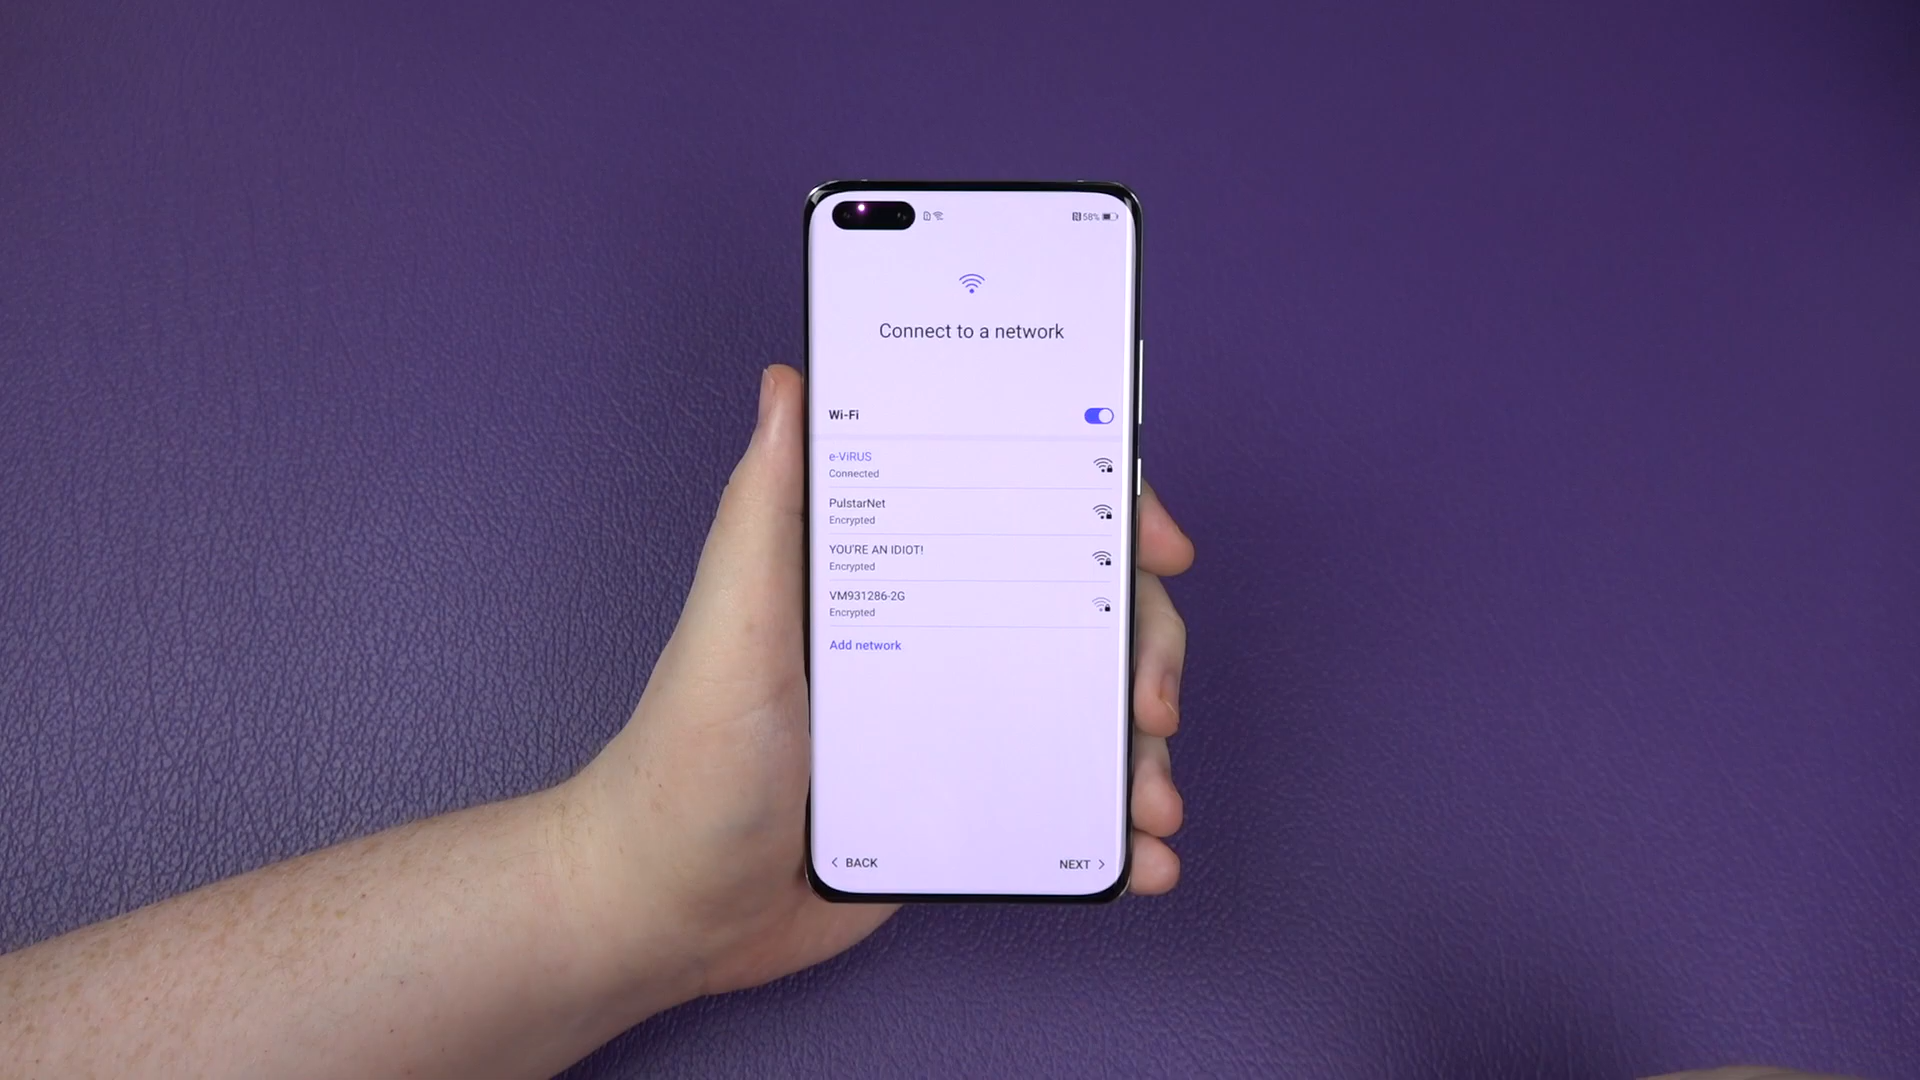 58%
Connect to a network
Wi-Fi
e-ViRUS
Connected
PulstarNet
Encrypted
YOU'RE AN IDIOT!
Encrypted
VM931286-2G
Encrypted
Add network
BACK
NEXT